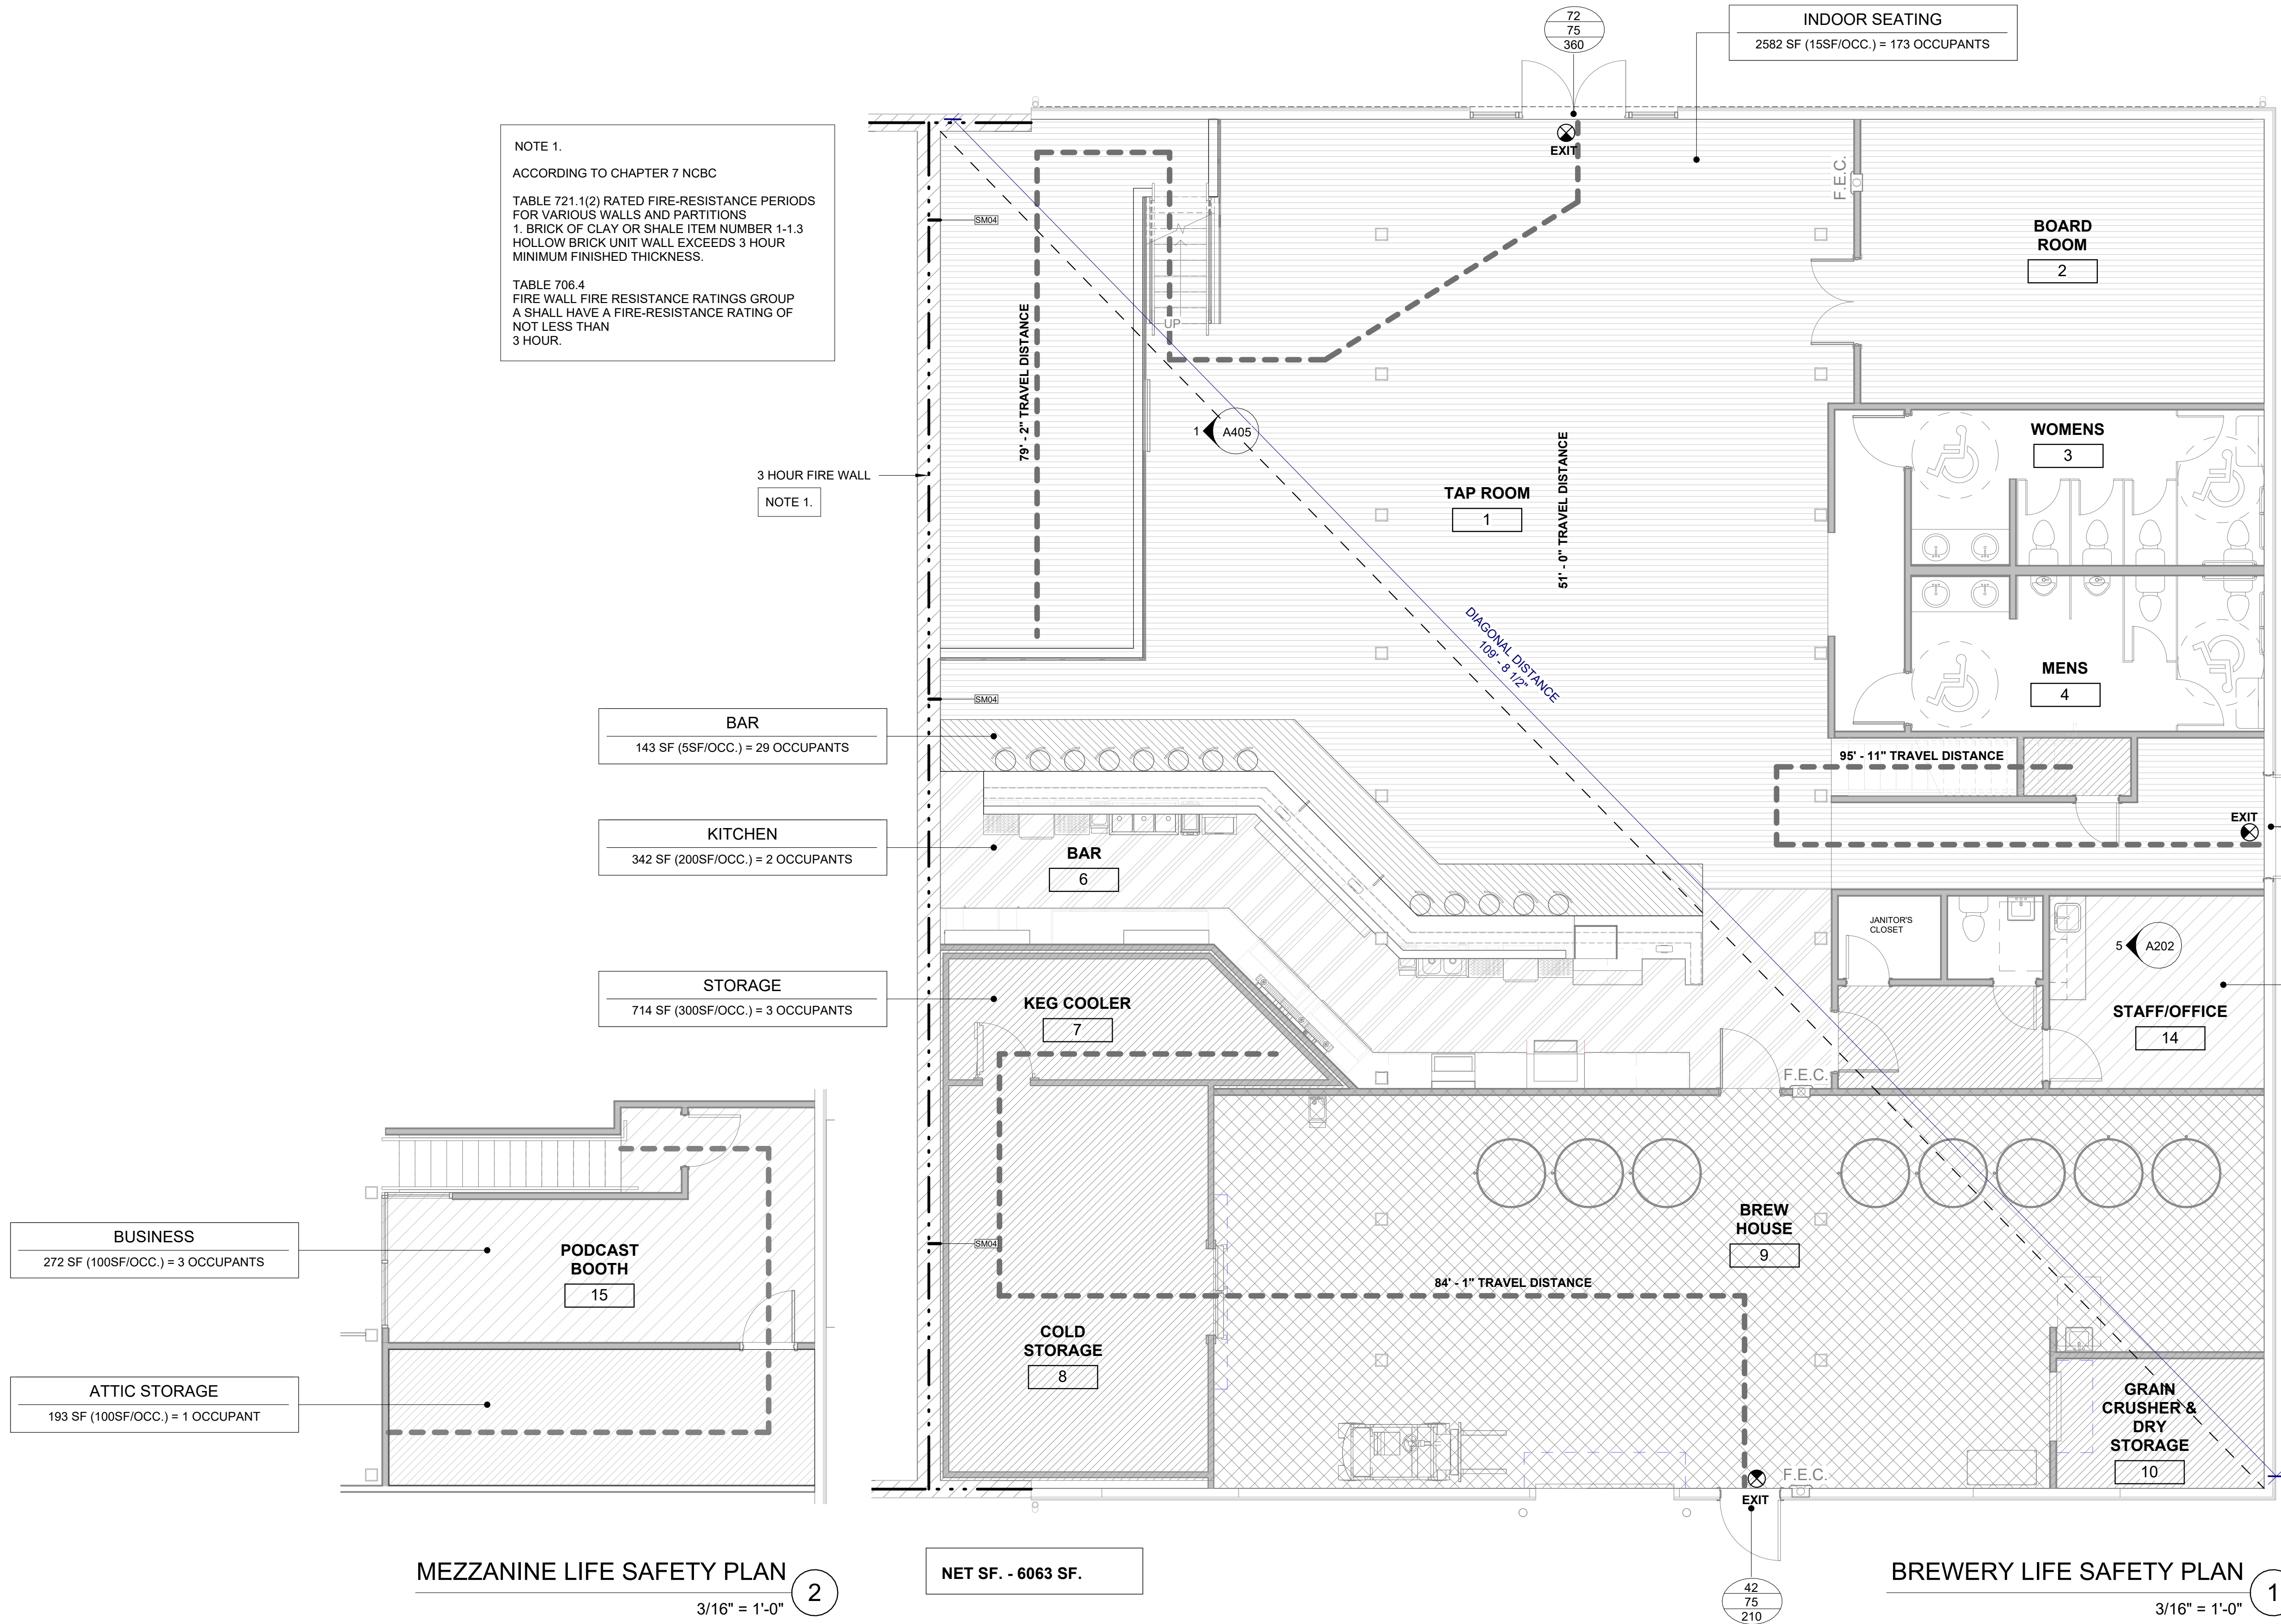 72
75
360
INDOOR SEATING
2582 SF (15SF/OCC.) = 173 OCCUPANTS
NOTE 1.
ACCORDING TO CHAPTER 7 NCBC
TABLE 721.1(2) RATED FIRE-RESISTANCE PERIODS
FOR VARIOUS WALLS AND PARTITIONS
1. BRICK OF CLAY OR SHALE ITEM NUMBER 1-1.3
HOLLOW BRICK UNIT WALL EXCEEDS 3 HOUR
MINIMUM FINISHED THICKNESS.
TABLE 706.4
FIRE WALL FIRE RESISTANCE RATINGS GROUP
A SHALL HAVE A FIRE-RESISTANCE RATING OF
NOT LESS THAN
3 HOUR.
EXIT
F.E.C.
SM04
BOARD
ROOM
2
UP
79' - 2" TRAVEL DISTANCE
1
A405
3 HOUR FIRE WALL
NOTE 1.
TAP ROOM
1
51' - 0" TRAVEL DISTANCE
WOMENS
3
DIAGONAL DISTANCE
109' - 8 1/2"
MENS
4
SM04
BAR
143 SF (5SF/OCC.) = 29 OCCUPANTS
95' - 11" TRAVEL DISTANCE
EXIT
KITCHEN
342 SF (200SF/OCC.) = 2 OCCUPANTS
BAR
6
JANITOR'S
CLOSET
5
A202
STORAGE
714 SF (300SF/OCC.) = 3 OCCUPANTS
KEG COOLER
7
STAFF/OFFICE
14
F.E.C.
BUSINESS
272 SF (100SF/OCC.) = 3 OCCUPANTS
PODCAST
BOOTH
15
SM04
BREW
HOUSE
9
84' - 1" TRAVEL DISTANCE
COLD
STORAGE
8
ATTIC STORAGE
193 SF (100SF/OCC.) = 1 OCCUPANT
GRAIN
CRUSHER &
DRY
STORAGE
10
F.E.C.
EXIT
MEZZANINE LIFE SAFETY PLAN
2
3/16" = 1'-0"
NET SF. - 6063 SF.
42
75
210
BREWERY LIFE SAFETY PLAN
1
3/16" = 1'-0"